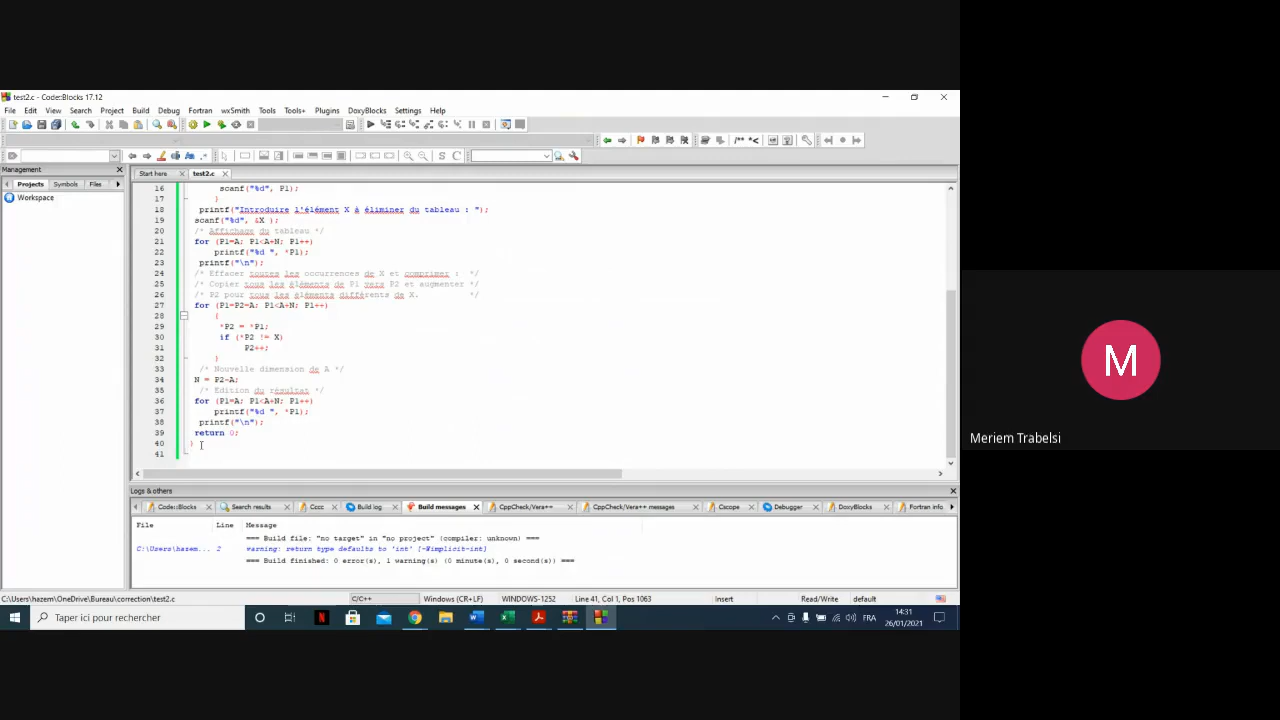 test2.c - Code::Blocks 17.12
File Edit View Search Project Build Debug Fortran wxSmith Tools Tools+ Plugins DoxyBlocks Settings Help
Management
Start here test2.c
Projects Symbols Files
Workspace
16 scanf("%d", P1);
17 }
18 printf("Introduire l'élément X à éliminer du tableau : ");
19 scanf("%d", &X );
20 /* Affichage du tableau */
21 for (P1=A; P1<A+N; P1++)
22 printf("%d ", *P1);
23 printf("\n");
24 /* Effacer toutes les occurrences de X et comprimer : */
25 /* Copier tous les éléments de P1 vers P2 et augmenter */
26 /* P2 pour tous les éléments différents de X. */
27 for (P1=P2=A; P1<A+N; P1++)
28 {
29 *P2 = *P1;
30 if (*P2 != X)
31 P2++;
32 }
33 /* Nouvelle dimension de A */
34 N = P2-A;
35 /* Edition du résultat */
36 for (P1=A; P1<A+N; P1++)
37 printf("%d ", *P1);
38 printf("\n");
39 return 0;
40 }
41
Logs & others
Code::Blocks Search results Cccc Build log Build messages CppCheck/Vera++ CppCheck/Vera++ messages Cscope Debugger DoxyBlocks Fortran info
File Line Message
=== Build file: "no target" in "no project" (compiler: unknown) ===
C:\Users\hazem... 2 warning: return type defaults to 'int' [-Wimplicit-int]
=== Build finished: 0 error(s), 1 warning(s) (0 minute(s), 0 second(s)) ===
C:\Users\hazem\OneDrive\Bureau\correction\test2.c C/C++ Windows (CR+LF) WINDOWS-1252 Line 41, Col 1, Pos 1063 Insert Read/Write default
Taper ici pour rechercher
FRA
14:31
26/01/2021
M
Meriem Trabelsi